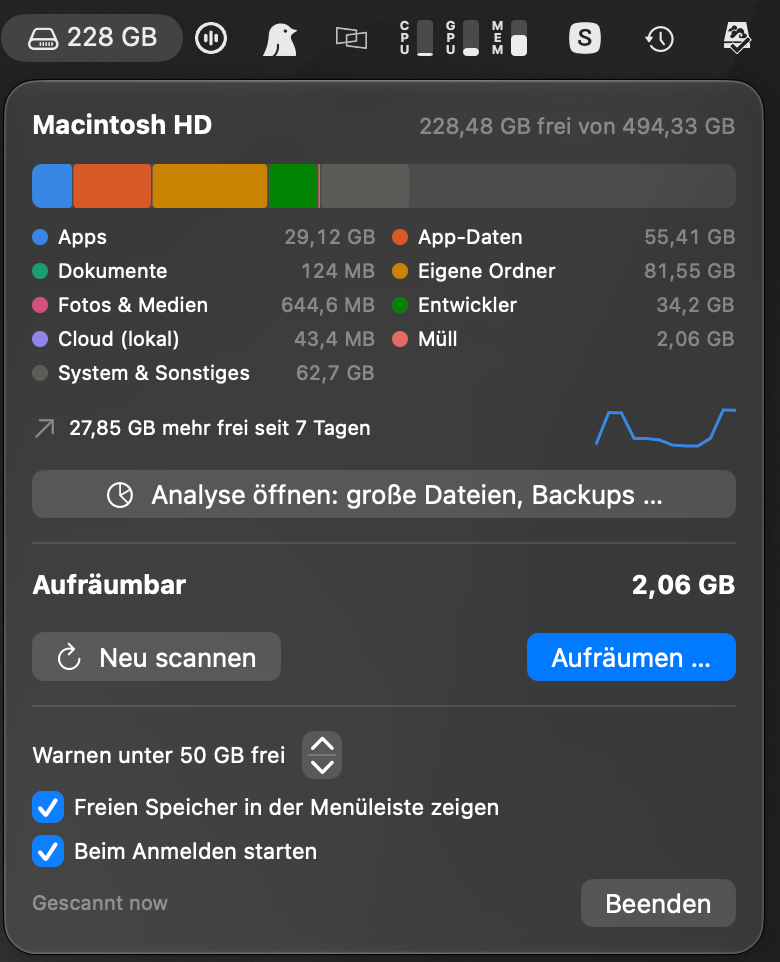 228 GB CPU GPU MEM S
Macintosh HD 228,48 GB frei von 494,33 GB
Apps 29,12 GB App-Daten 55,41 GB
Dokumente 124 MB Eigene Ordner 81,55 GB
Fotos & Medien 644,6 MB Entwickler 34,2 GB
Cloud (lokal) 43,4 MB Müll 2,06 GB
System & Sonstiges 62,7 GB
27,85 GB mehr frei seit 7 Tagen
Analyse öffnen: große Dateien, Backups ...
Aufräumbar 2,06 GB
Neu scannen Aufräumen ...
Warnen unter 50 GB frei
Freien Speicher in der Menüleiste zeigen
Beim Anmelden starten
Gescannt now Beenden